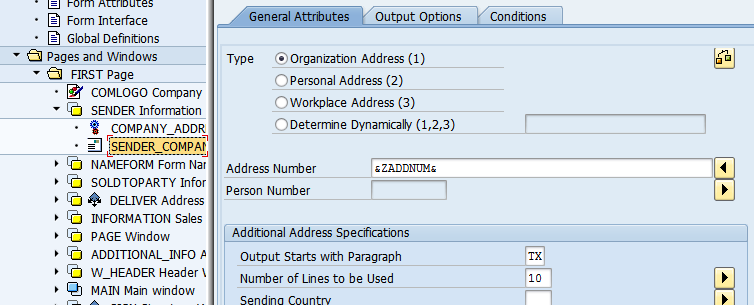 Form Attributes
Form Interface
Global Definitions
Pages and Windows
FIRST Page
COMLOGO Company
SENDER Information
COMPANY_ADDR
SENDER_COMPAN
NAMEFORM Form Nar
SOLDTOPARTY Infor
DELIVER Address
INFORMATION Sales
PAGE Window
ADDITIONAL_INFO A
W_HEADER Header W
MAIN Main window
General Attributes Output Options Conditions
Type Organization Address (1)
Personal Address (2)
Workplace Address (3)
Determine Dynamically (1,2,3)
Address Number &ZADDNUM&
Person Number
Additional Address Specifications
Output Starts with Paragraph TX
Number of Lines to be Used 10
Sending Country